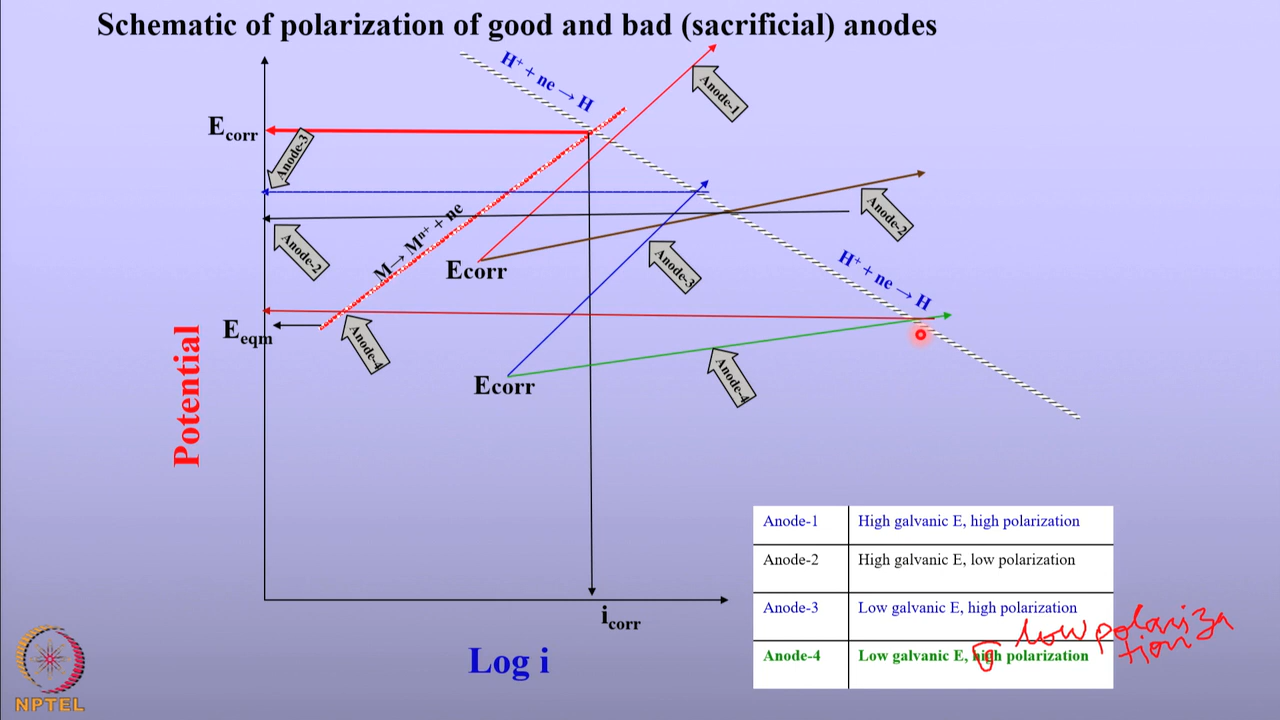 Schematic of polarization of good and bad (sacrificial) anodes
H⁺ + ne → H
Anode-1
Ecorr
Anode-3
Anode-2
M→ Mⁿ⁺ + ne
Ecorr
Anode-2
Anode-3
H⁺ + ne → H
Eeqm
Anode-4
Ecorr
Anode-4
Potential
icorr
Log i
Anode-1 High galvanic E, high polarization
Anode-2 High galvanic E, low polarization
Anode-3 Low galvanic E, high polarization
low polariza
tion
Anode-4 Low galvanic E, high polarization
NPTEL